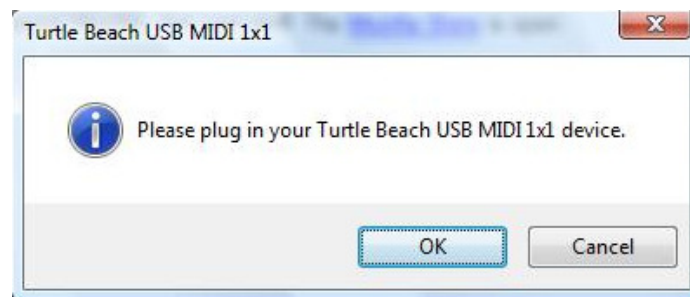 Turtle Beach USB MIDI 1x1
Please plug in your Turtle Beach USB MIDI 1x1 device.
OK
Cancel